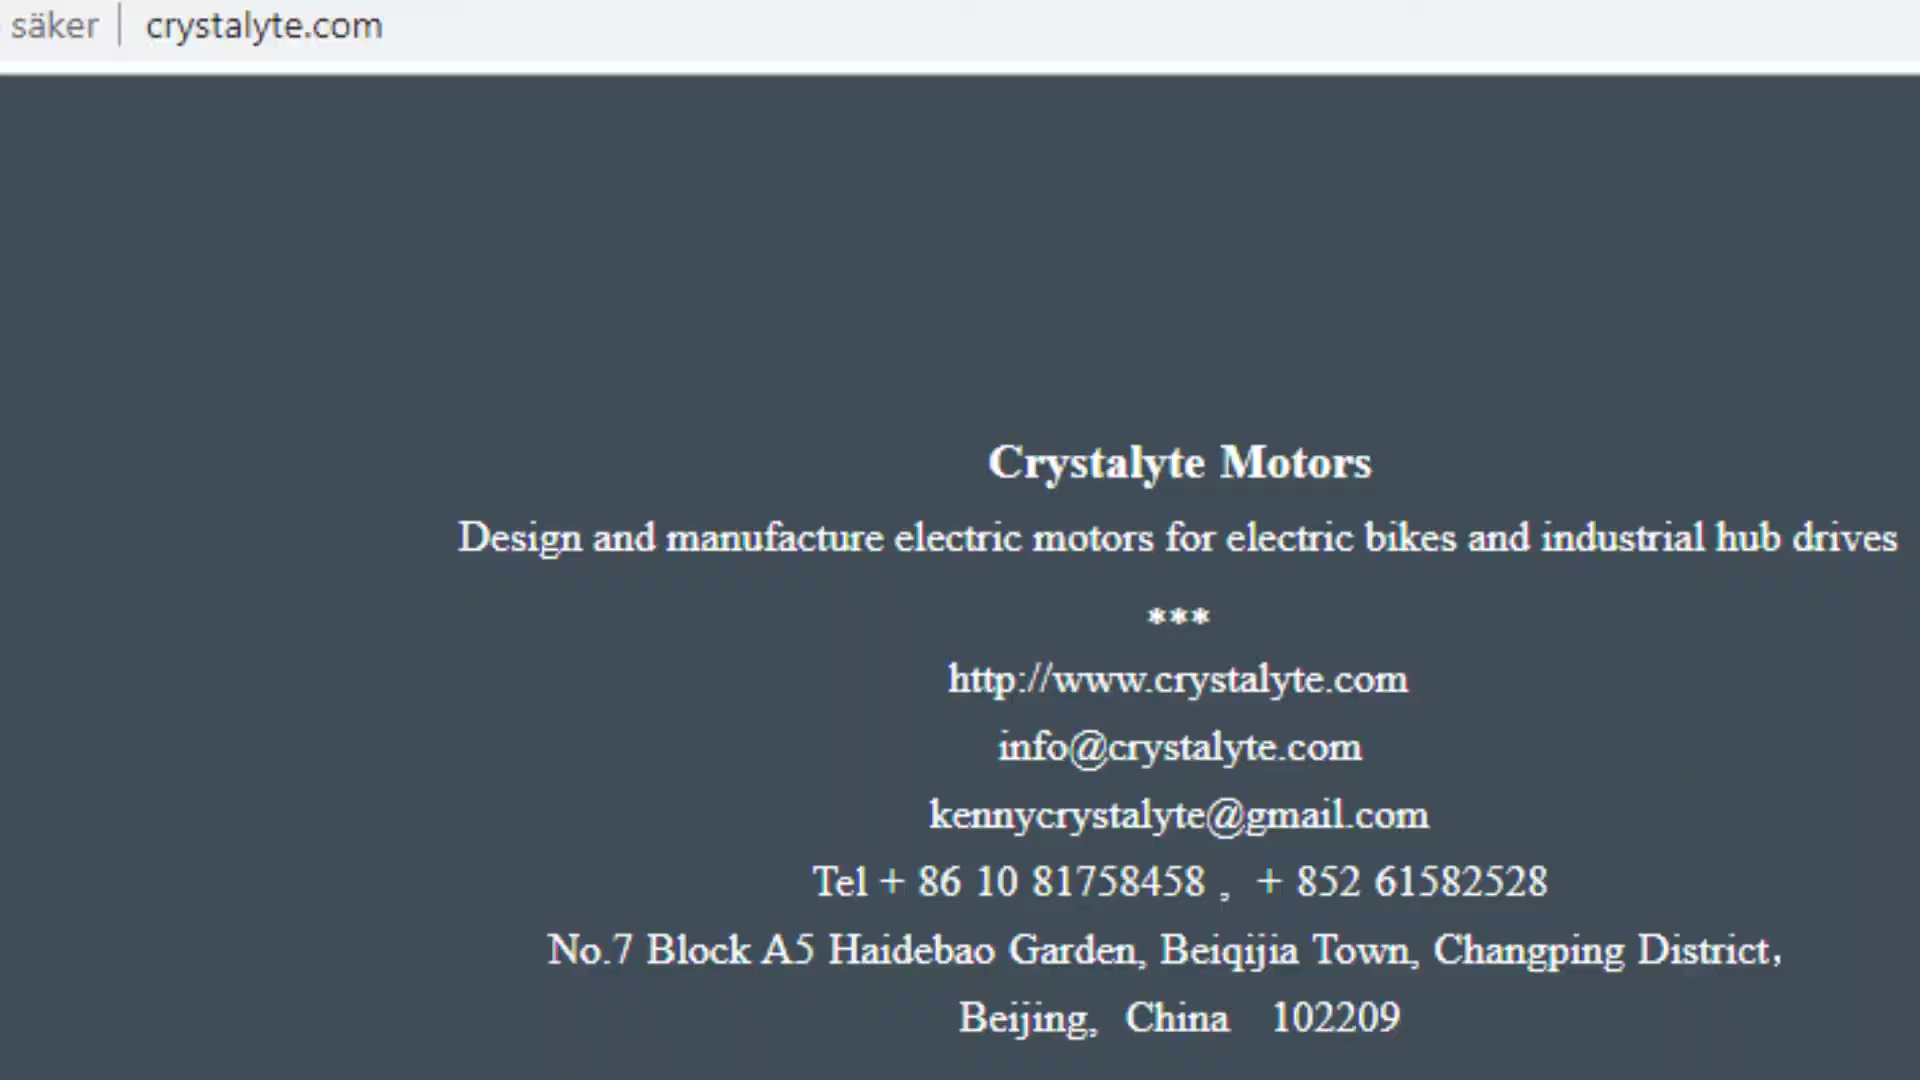 säker | crystalyte.com
Crystalyte Motors
Design and manufacture electric motors for electric bikes and industrial hub drives
***
http://www.crystalyte.com
info@crystalyte.com
kennycrystalyte@gmail.com
Tel + 86 10 81758458 , + 852 61582528
No.7 Block A5 Haidebao Garden, Beiqijia Town, Changping District,
Beijing, China 102209